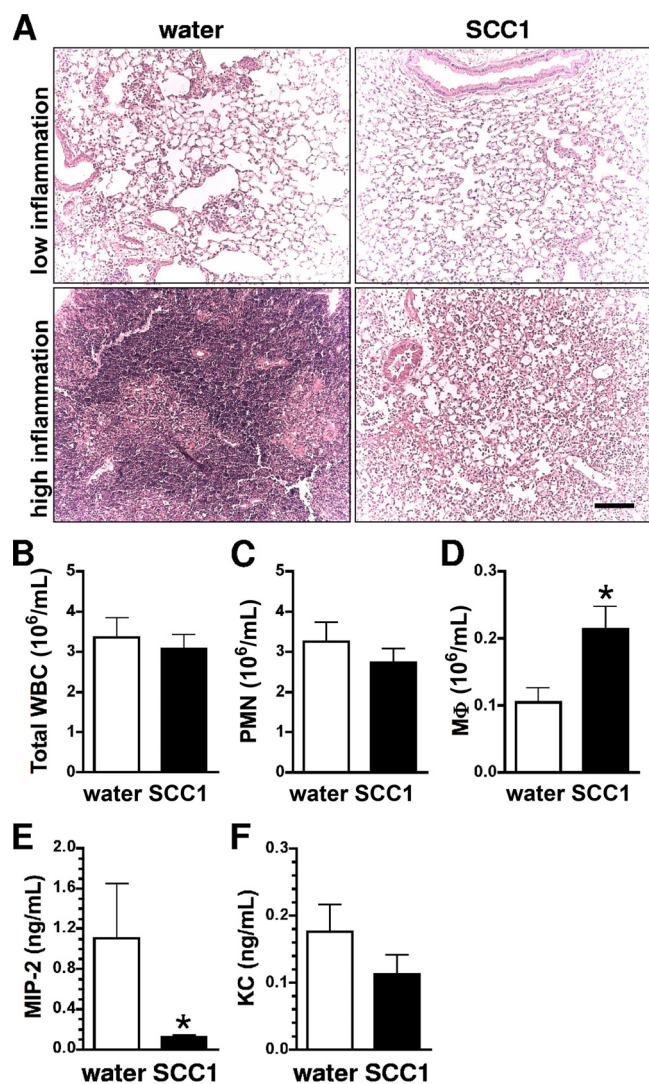 A
water
SCC1
low inflammation
high inflammation
B
Total WBC (10⁶/mL)
5
4
3
2
1
0
water SCC1
C
PMN (10⁶/mL)
5
4
3
2
1
0
water SCC1
D
MΦ (10⁶/mL)
0.3
0.2
0.1
0.0
*
water SCC1
E
MIP-2 (ng/mL)
2.0
1.6
1.2
0.8
0.4
0.0
*
water SCC1
F
KC (ng/mL)
0.3
0.2
0.1
0.0
water SCC1